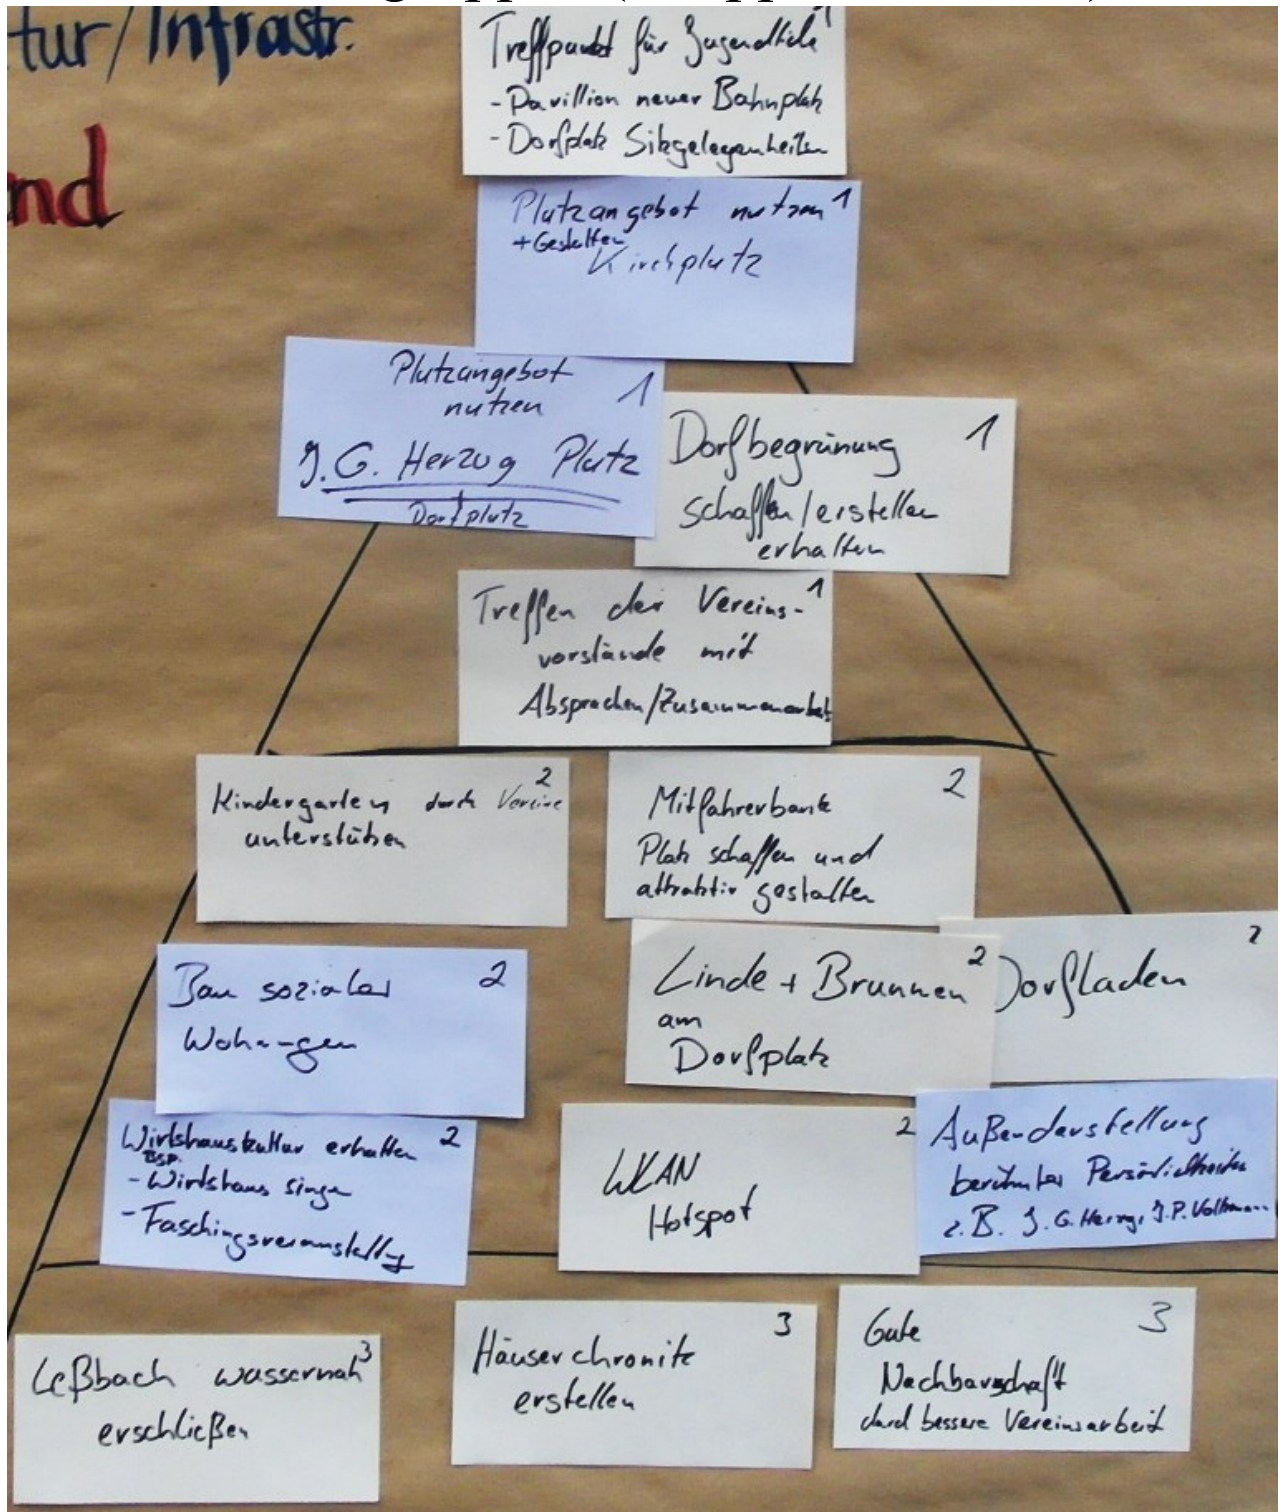 tur/Infrastr.
nd
Treffpunkt für Jugendliche 1
- Pavillion neuer Bahnplatz
- Dorfplatz Sitzgelegenheiten
Platzangebot nutzen 1
+ Gestalten
Kirchplatz
Platzangebot
nutzen 1
J. G. Herzog Platz
Dorfplatz
Dorfbegrünung 1
schaffen/erstellen
erhalten
Treffen der Vereins- 1
vorstände mit
Absprachen/Zusammenarbeit
Kindergarten durch Vereine 2
unterstützen
Mitfahrerbank 2
Platz schaffen und
attraktiv gestalten
Bau sozialer 2
Wohnungen
Linde + Brunnen 2
am
Dorfplatz
Dorfladen 2
Wirtshauskultur erhalten 2
Bsp.
- Wirtshaus singen
- Faschingsveranstaltung
WLAN 2
Hotspot
Außendarstellung
berühmter Persönlichkeiten
z.B. J. G. Herzog, J.P. Voltmann
Leßbach wassernah 3
erschließen
Häuserchronik 3
erstellen
Gute 3
Nachbarschaft
durch bessere Vereinsarbeit